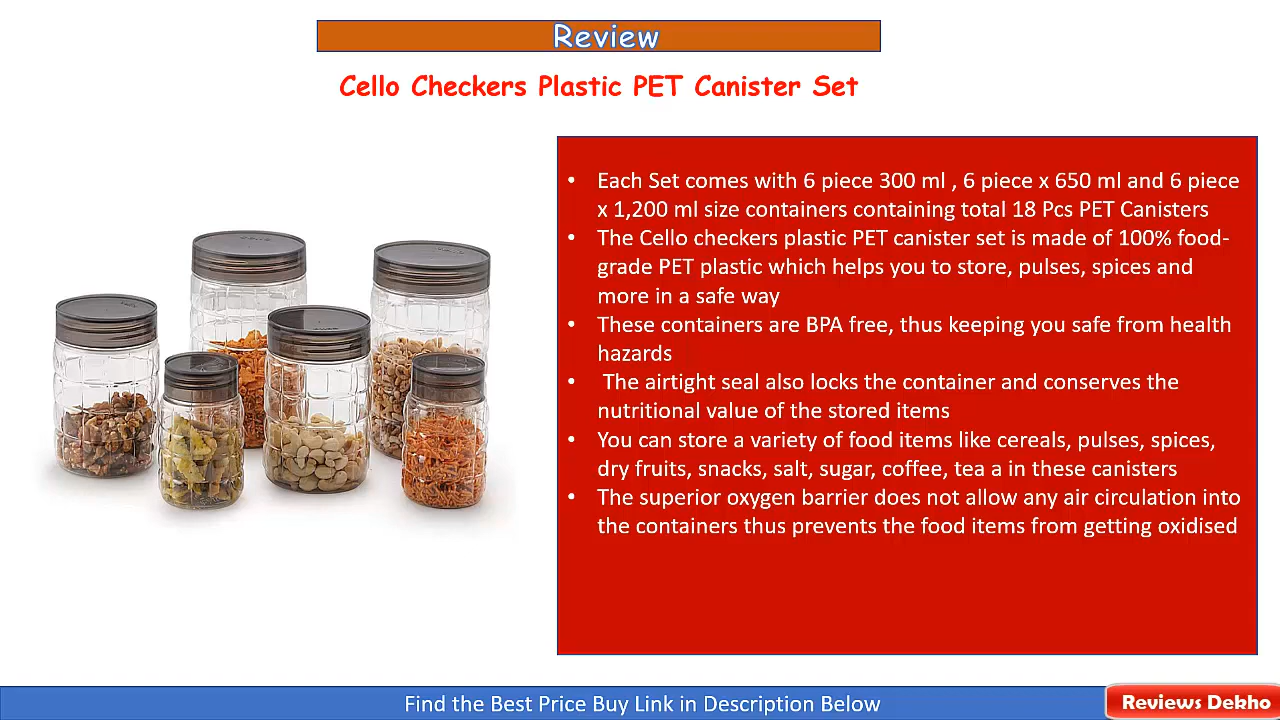 Review
Cello Checkers Plastic PET Canister Set
• Each Set comes with 6 piece 300 ml , 6 piece x 650 ml and 6 piece
x 1,200 ml size containers containing total 18 Pcs PET Canisters
• The Cello checkers plastic PET canister set is made of 100% food-
grade PET plastic which helps you to store, pulses, spices and
more in a safe way
• These containers are BPA free, thus keeping you safe from health
hazards
• The airtight seal also locks the container and conserves the
nutritional value of the stored items
• You can store a variety of food items like cereals, pulses, spices,
dry fruits, snacks, salt, sugar, coffee, tea a in these canisters
• The superior oxygen barrier does not allow any air circulation into
the containers thus prevents the food items from getting oxidised
Find the Best Price Buy Link in Description Below
Reviews Dekho